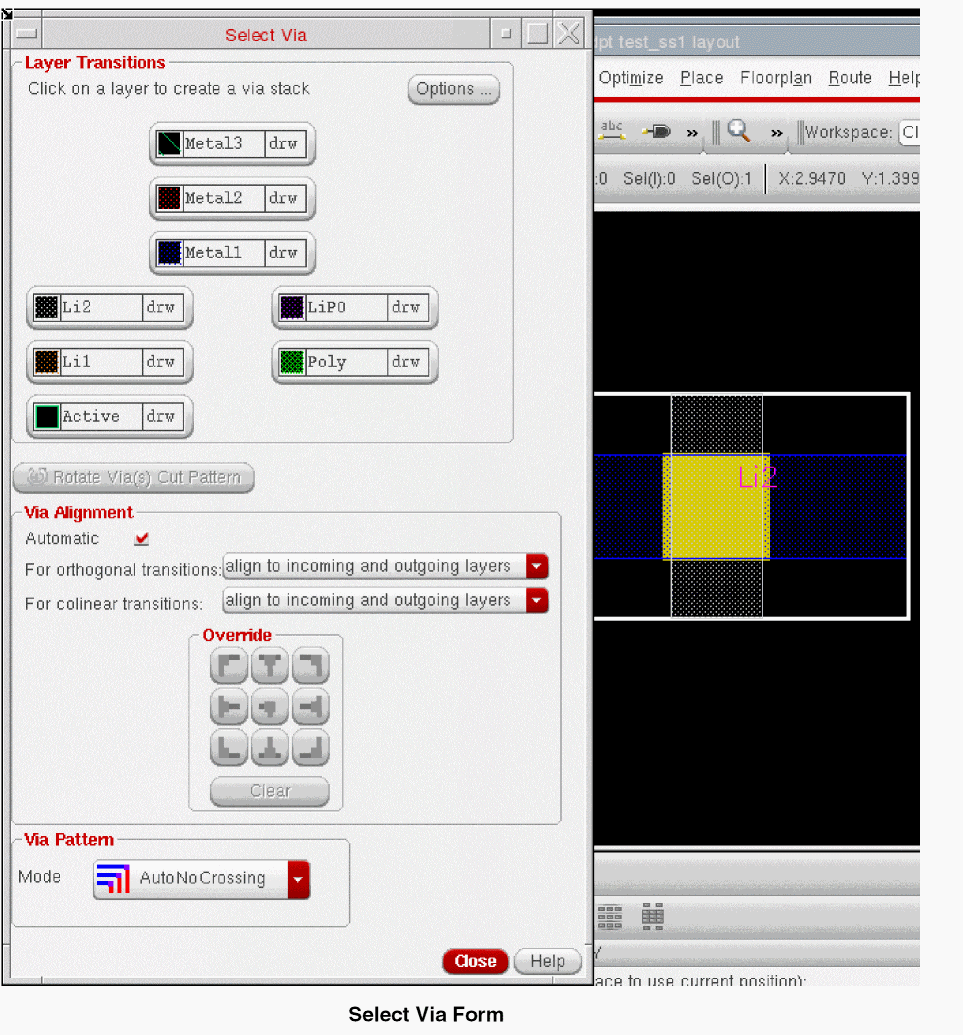 Select Via
dpt test_ss1 layout
Layer Transitions
Click on a layer to create a via stack
Options ...
Optimize Place Floorplan Route Help
Metal3 drw
abc
» » Workspace: Cl
Metal2 drw
:0 Sel(I):0 Sel(O):1 X:2.9470 Y:1.399
Metal1 drw
Li2 drw LiPO drw
Li1 drw Poly drw
Active drw
Rotate Via(s) Cut Pattern
Li2
Via Alignment
Automatic
For orthogonal transitions: align to incoming and outgoing layers
For colinear transitions: align to incoming and outgoing layers
Override
Clear
Via Pattern
Mode AutoNoCrossing
Close Help
ace to use current position):
Select Via Form